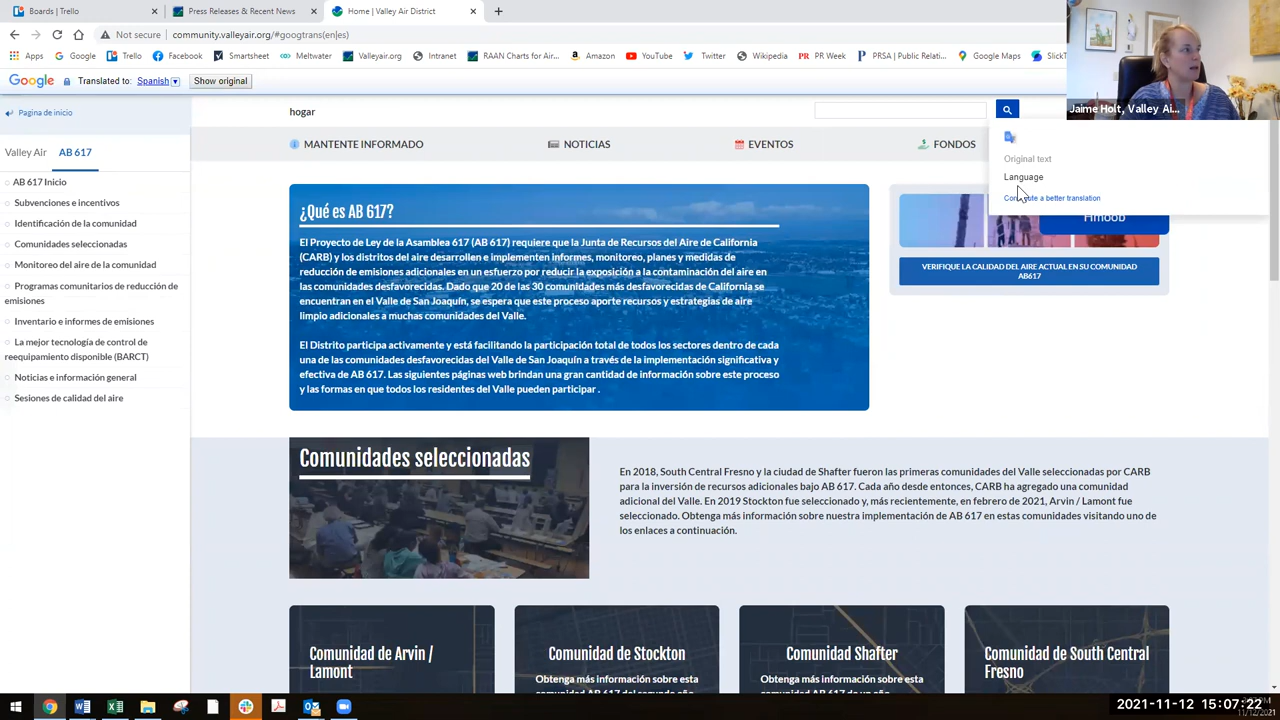 Boards | Trello
Press Releases & Recent News
Home | Valley Air District
Not secure
community.valleyair.org/#googtrans(en|es)
Apps
Google
Trello
Facebook
Smartsheet
Meltwater
Valleyair.org
Intranet
RAAN Charts for Air...
Amazon
YouTube
Twitter
Wikipedia
PR Week
PRSA | Public Relati...
Google Maps
Google
Translated to:
Spanish
Show original
Jaime Holt, Valley Ai...
Pagina de inicio
hogar
Valley Air
AB 617
MANTENTE INFORMADO
NOTICIAS
EVENTOS
FONDOS
Original text
Language
a better translation
Hmoob
AB 617 Inicio
Subvenciones e incentivos
Identificación de la comunidad
Comunidades seleccionadas
Monitoreo del aire de la comunidad
Programas comunitarios de reducción de
emisiones
Inventario e informes de emisiones
La mejor tecnología de control de
reequipamiento disponible (BARCT)
Noticias e información general
Sesiones de calidad del aire
¿Qué es AB 617?
El Proyecto de Ley de la Asamblea 617 (AB 617) requiere que la Junta de Recursos del Aire de California
(CARB) y los distritos del aire desarrollen e implementen informes, monitoreo, planes y medidas de
reducción de emisiones adicionales en un esfuerzo por reducir la exposición a la contaminación del aire en
las comunidades desfavorecidas. Dado que 20 de las 30 comunidades más desfavorecidas de California se
encuentran en el Valle de San Joaquín, se espera que este proceso aporte recursos y estrategias de aire
limpio adicionales a muchas comunidades del Valle.
El Distrito participa activamente y está facilitando la participación total de todos los sectores dentro de cada
una de las comunidades desfavorecidas del Valle de San Joaquín a través de la implementación significativa y
efectiva de AB 617. Las siguientes páginas web brindan una gran cantidad de información sobre este proceso
y las formas en que todos los residentes del Valle pueden participar .
VERIFIQUE LA CALIDAD DEL AIRE ACTUAL EN SU COMUNIDAD
AB617
Comunidades seleccionadas
En 2018, South Central Fresno y la ciudad de Shafter fueron las primeras comunidades del Valle seleccionadas por CARB
para la inversión de recursos adicionales bajo AB 617. Cada año desde entonces, CARB ha agregado una comunidad
adicional del Valle. En 2019 Stockton fue seleccionado y, más recientemente, en febrero de 2021, Arvin / Lamont fue
seleccionado. Obtenga más información sobre nuestra implementación de AB 617 en estas comunidades visitando uno de
los enlaces a continuación.
Comunidad de Arvin /
Lamont
Comunidad de Stockton
Obtenga más información sobre esta
Comunidad Shafter
Obtenga más información sobre esta
Comunidad de South Central
Fresno
2021-11-12 15:07:22